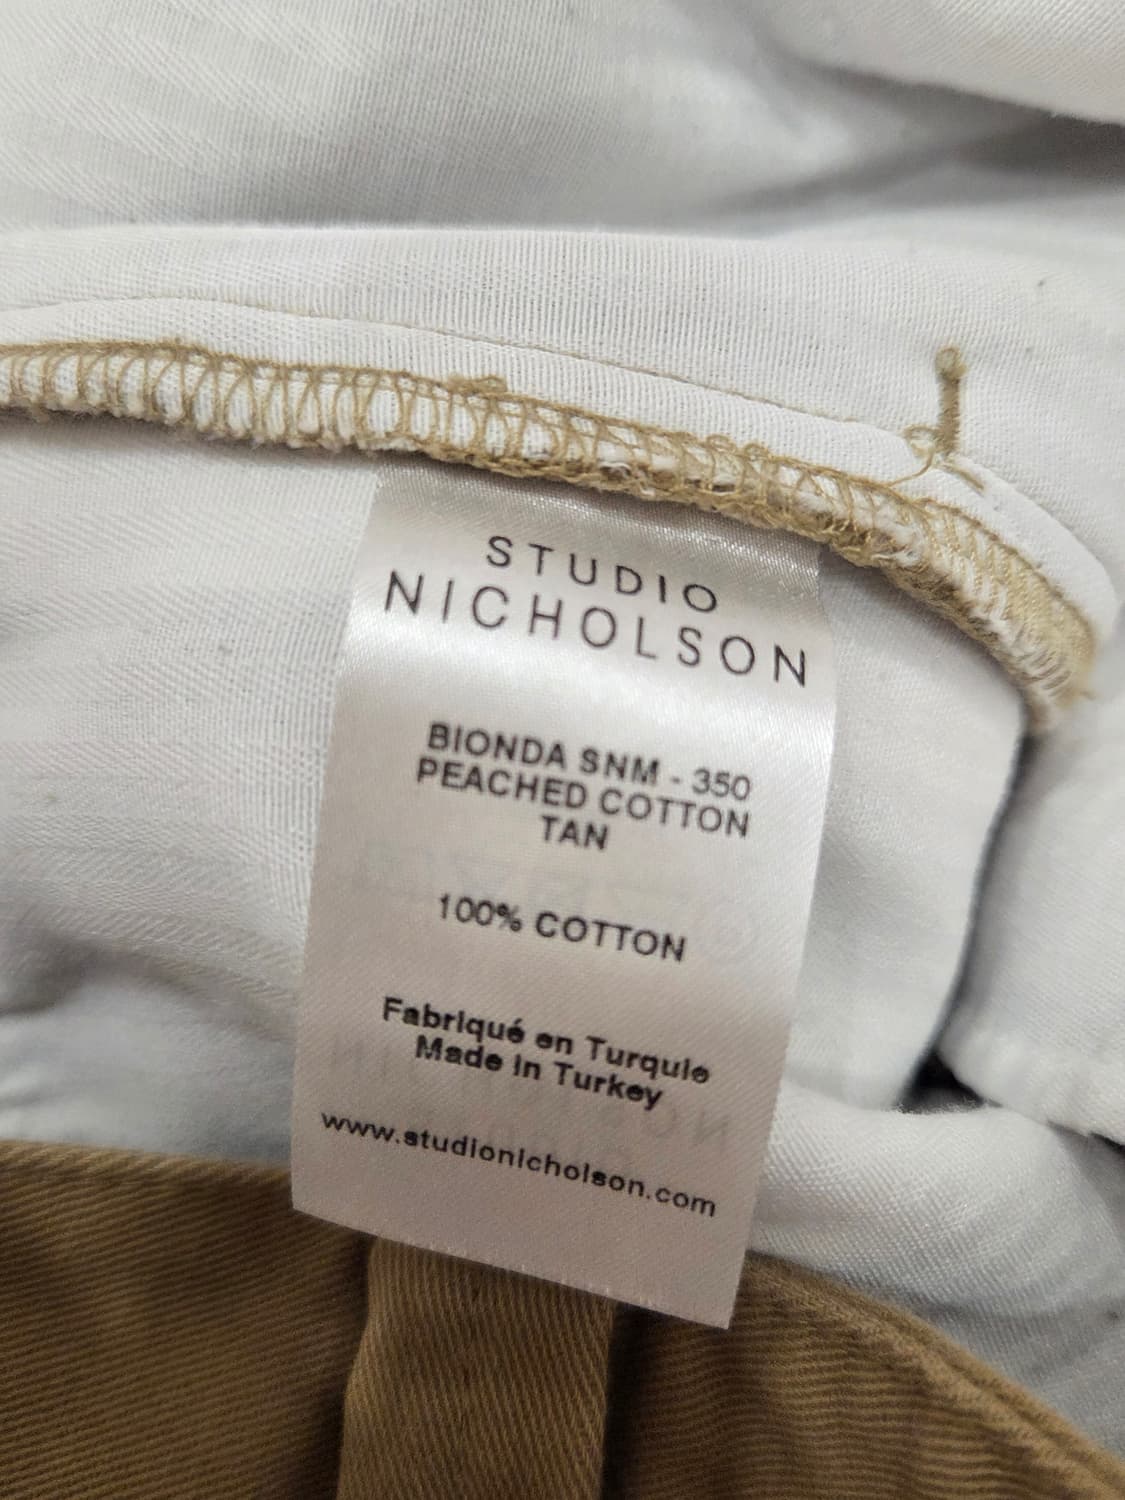 STUDIO
NICHOLSON
BIONDA SNM - 350
PEACHED COTTON
TAN
100% COTTON
Fabriqué en Turquie
Made in Turkey
www.studionicholson.com